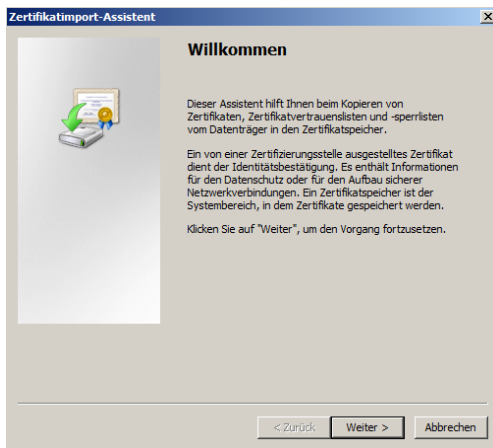 Zertifikatimport-Assistent
Willkommen
Dieser Assistent hilft Ihnen beim Kopieren von
Zertifikaten, Zertifikatvertrauenslisten und -sperrlisten
vom Datenträger in den Zertifikatspeicher.
Ein von einer Zertifizierungsstelle ausgestelltes Zertifikat
dient der Identitätsbestätigung. Es enthält Informationen
für den Datenschutz oder für den Aufbau sicherer
Netzwerkverbindungen. Ein Zertifikatspeicher ist der
Systembereich, in dem Zertifikate gespeichert werden.
Klicken Sie auf "Weiter", um den Vorgang fortzusetzen.
< Zurück Weiter > Abbrechen